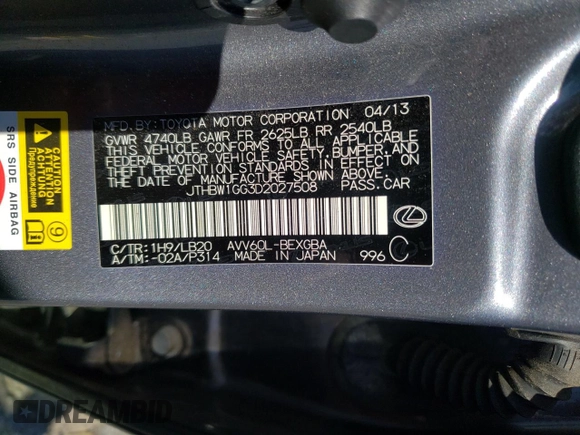 MFD. BY: TOYOTA MOTOR CORPORATION 04/13
GVWR 4740LB GAWR FR 2625LB RR 2540LB
THIS VEHICLE CONFORMS TO ALL APPLICABLE
FEDERAL MOTOR VEHICLE SAFETY, BUMPER, AND
THEFT PREVENTION STANDARDS IN EFFECT ON
THE DATE OF MANUFACTURE SHOWN ABOVE.
JTHBW1GG3D2027508 PASS. CAR
C/TR: 1H9/LB20 AVV60L-BEXGBA
A/TM: -02A/P314 MADE IN JAPAN 996 C
SRS SIDE AIRBAG
CAUTION
ATTENTION
ACHTUNG
Предупреждение
9
DREAMBID